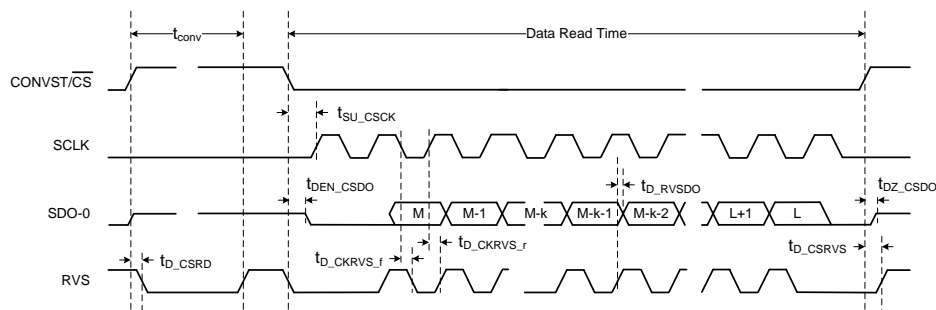 t_conv
Data Read Time
CONVST/C̅S̅
t_SU_CSCK
SCLK
t_DEN_CSDO
t_D_RVSDO
t_DZ_CSDO
SDO-0
M
M-1
M-k
M-k-1
M-k-2
L+1
L
t_D_CKRVS_r
t_D_CSRVS
t_D_CSRD
t_D_CKRVS_f
RVS